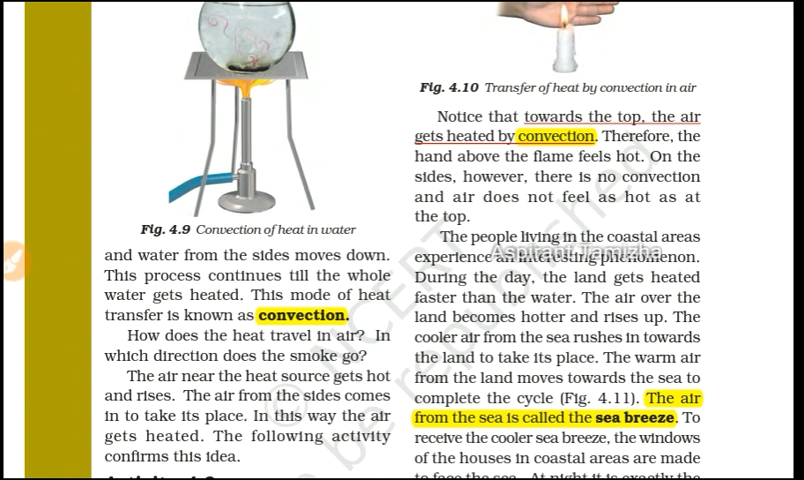 Fig. 4.9 Convection of heat in water
and water from the sides moves down.
This process continues till the whole
water gets heated. This mode of heat
transfer is known as convection.
How does the heat travel in air? In
which direction does the smoke go?
The air near the heat source gets hot
and rises. The air from the sides comes
in to take its place. In this way the air
gets heated. The following activity
confirms this idea.
Fig. 4.10 Transfer of heat by convection in air
Notice that towards the top, the air
gets heated by convection. Therefore, the
hand above the flame feels hot. On the
sides, however, there is no convection
and air does not feel as hot as at
the top.
The people living in the coastal areas
experience an interesting phenomenon.
During the day, the land gets heated
faster than the water. The air over the
land becomes hotter and rises up. The
cooler air from the sea rushes in towards
the land to take its place. The warm air
from the land moves towards the sea to
complete the cycle (Fig. 4.11). The air
from the sea is called the sea breeze. To
receive the cooler sea breeze, the windows
of the houses in coastal areas are made
to face the sea. At night it is exactly the
Aspirant Tamizha
© NCERT
be republished